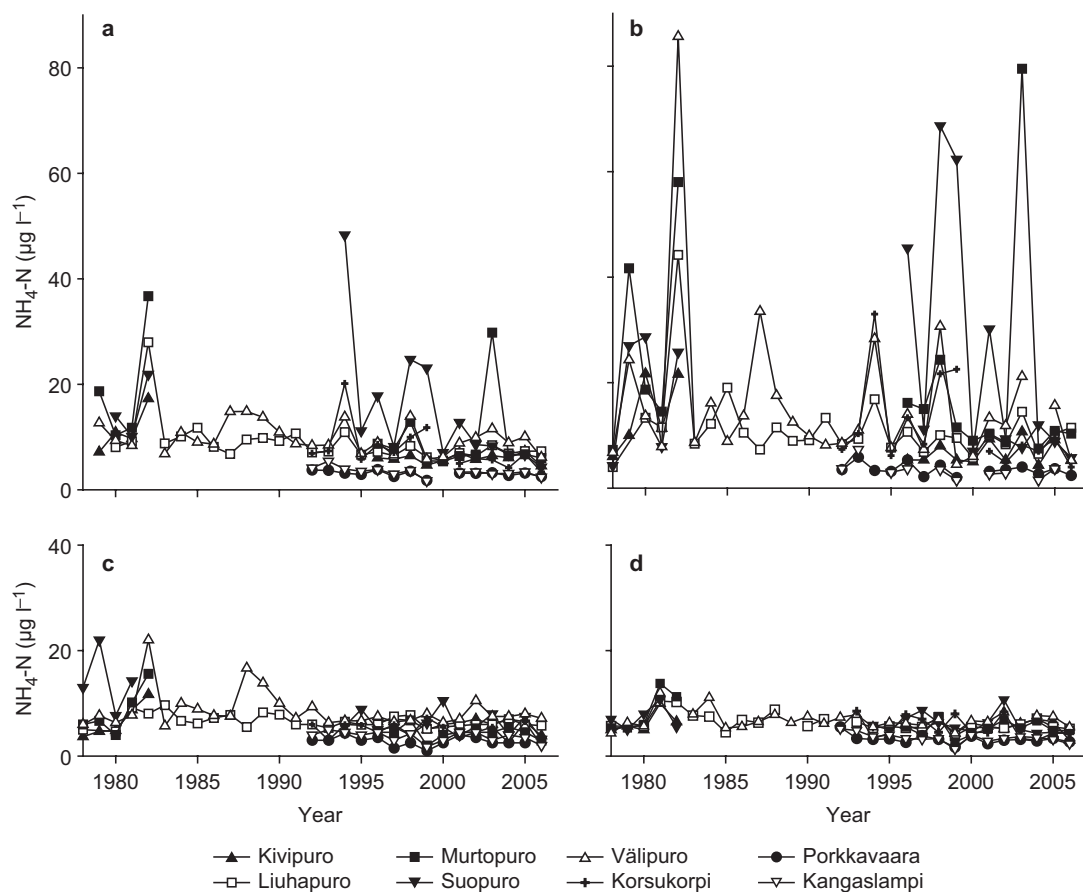 a
b
80
60
40
20
0
NH4-N (µg l–1)
c
d
40
20
0
NH4-N (µg l–1)
1980 1985 1990 1995 2000 2005
1980 1985 1990 1995 2000 2005
Year
Year
Kivipuro Murtopuro Välipuro Porkkavaara
Liuhapuro Suopuro Korsukorpi Kangaslampi